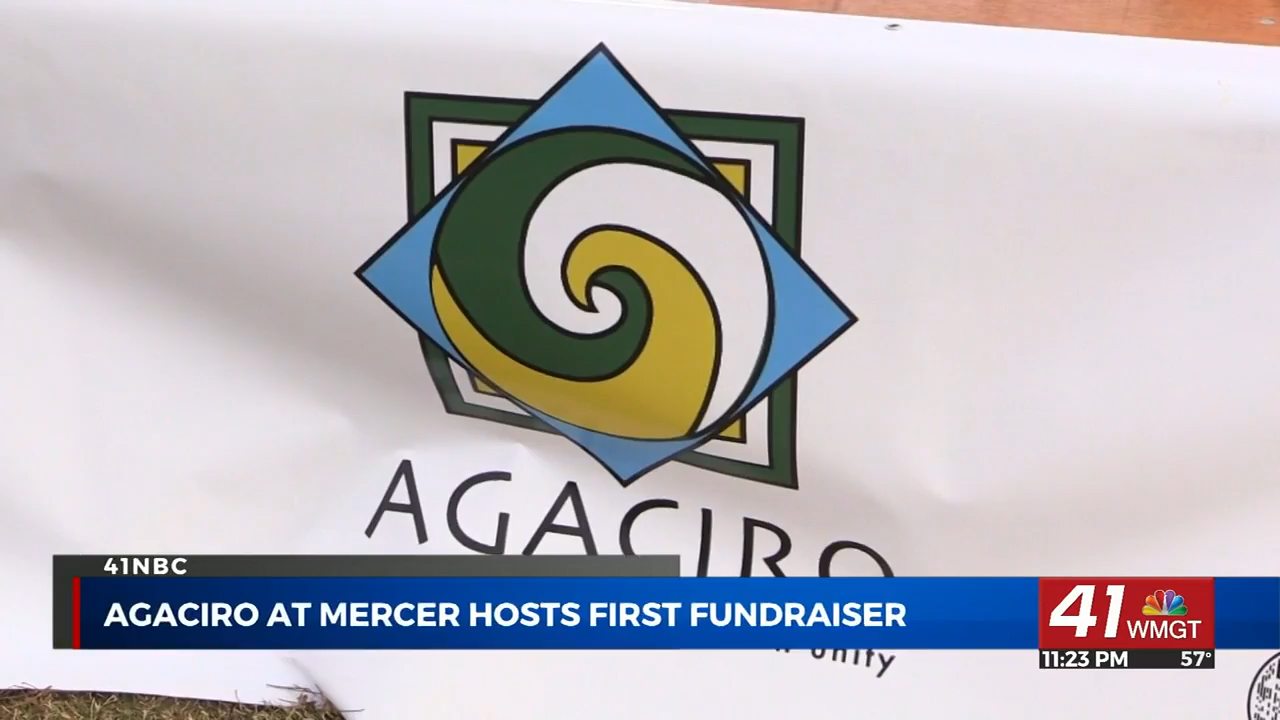 AGACIRO
41NBC
AGACIRO AT MERCER HOSTS FIRST FUNDRAISER
41 WMGT
11:23 PM 57°